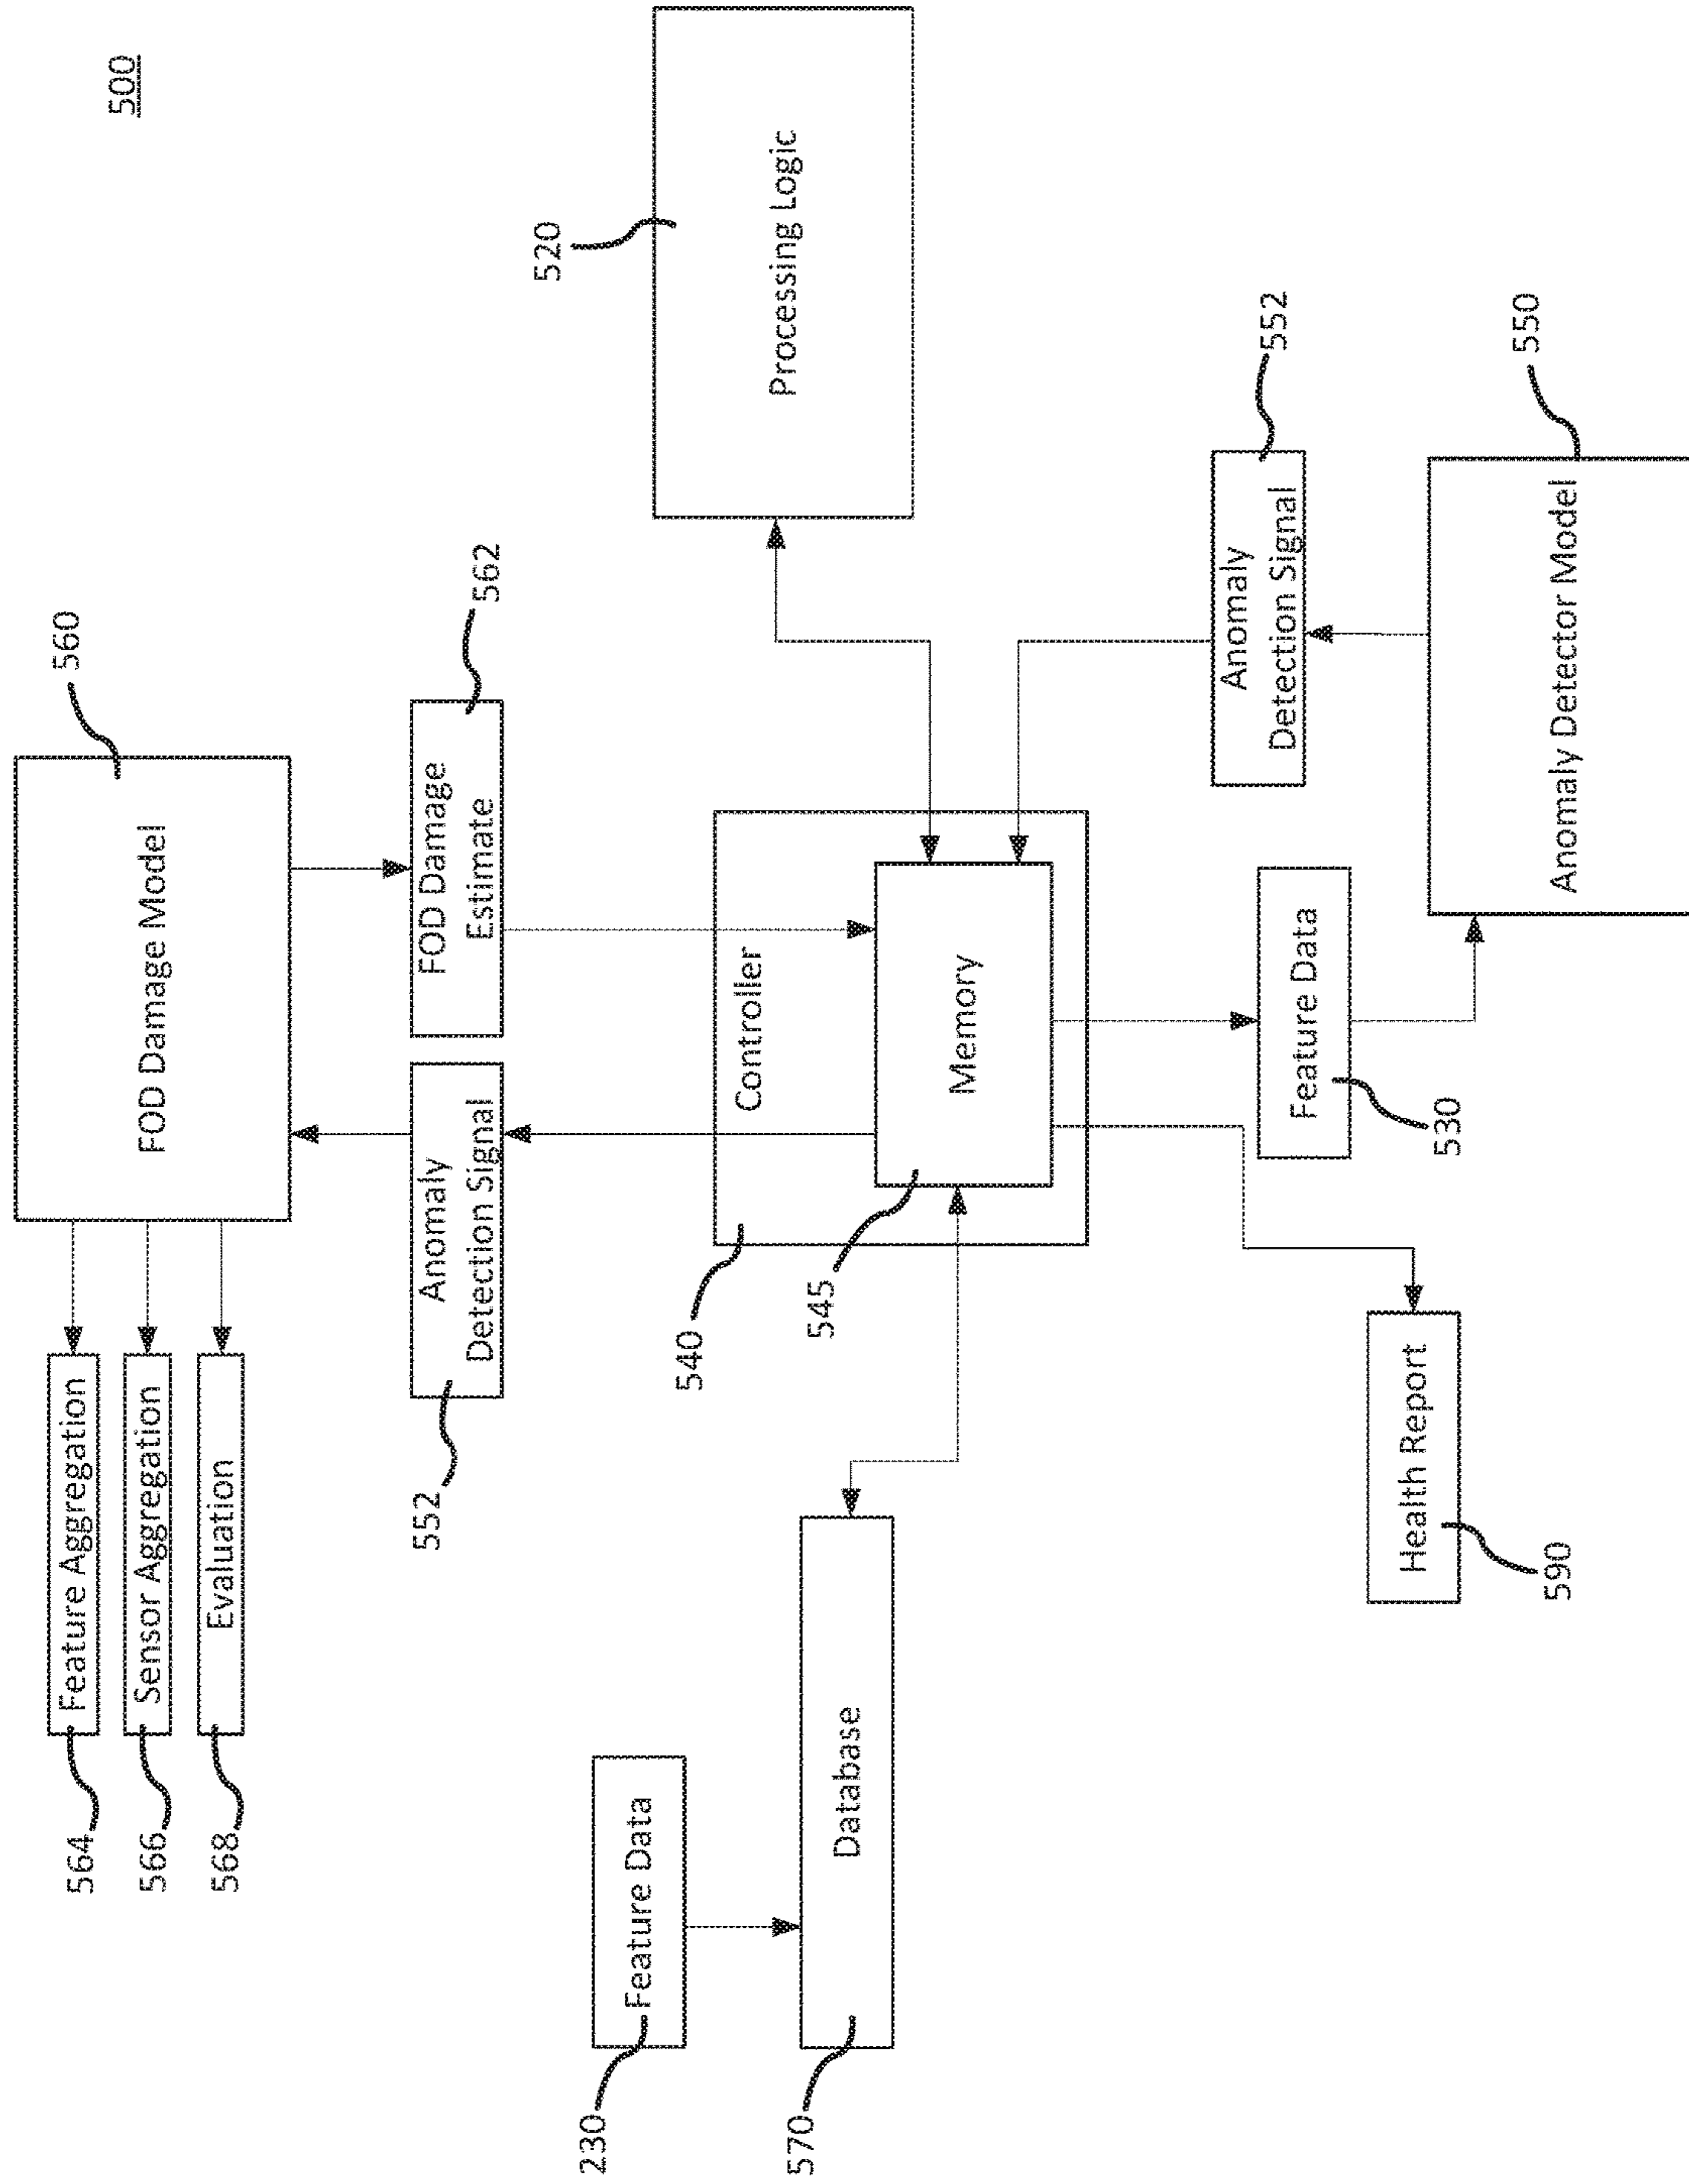 500
560
FOD Damage Model
564
Feature Aggregation
566
Sensor Aggregation
568
Evaluation
552
Anomaly
Detection Signal
FOD Damage
Estimate
562
520
Processing Logic
230
Feature Data
540
Controller
545
Memory
570
Database
552
Anomaly
Detection Signal
530
Feature Data
590
Health Report
550
Anomaly Detector Model